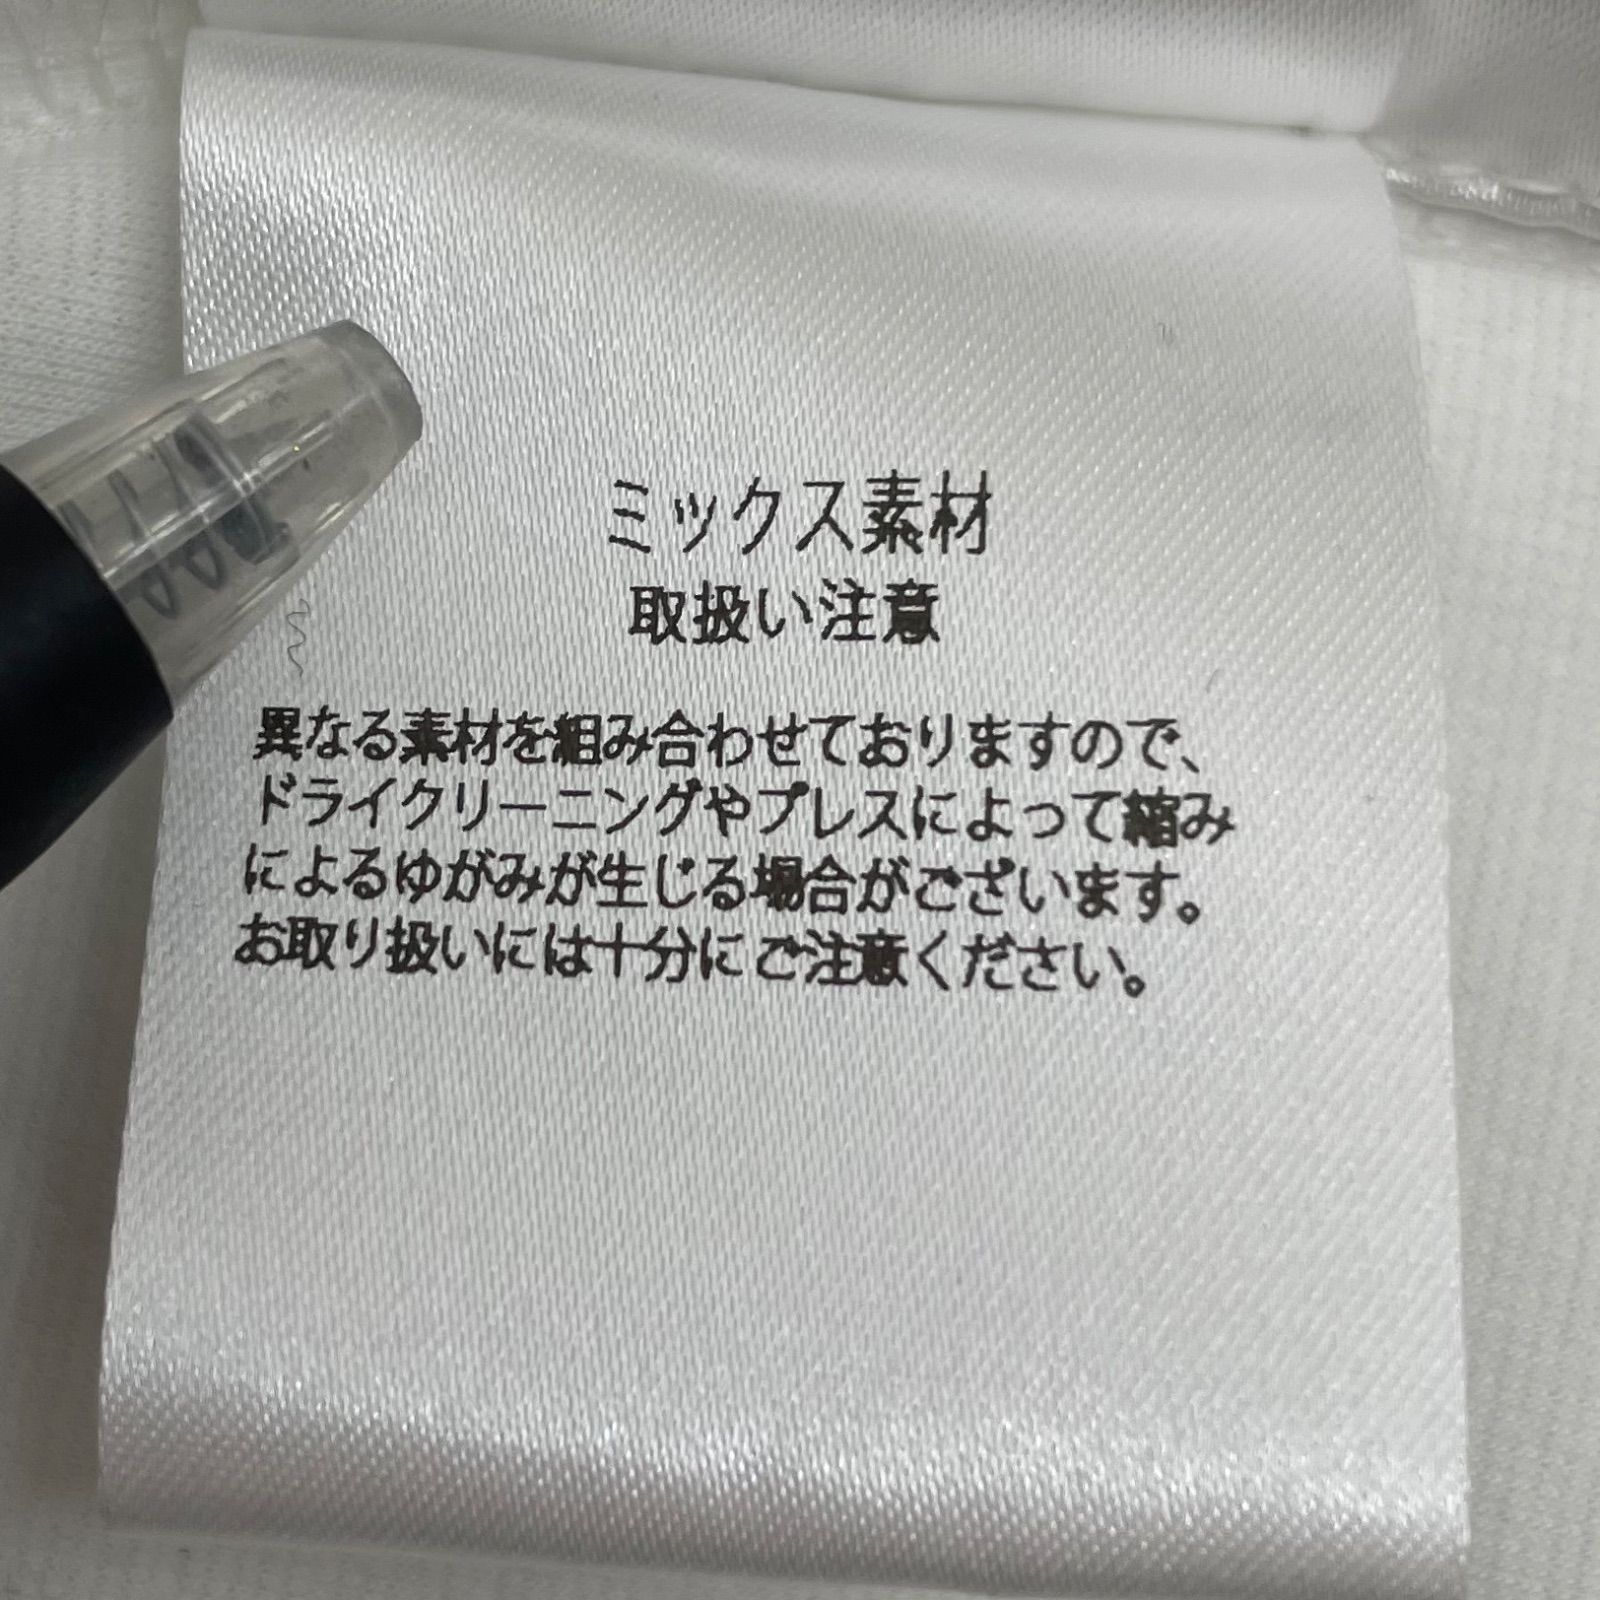 ミックス素材
取扱い注意
異なる素材を組み合わせておりますので、
ドライクリーニングやプレスによって縮み
によるゆがみが生じる場合がございます。
お取り扱いには十分にご注意ください。